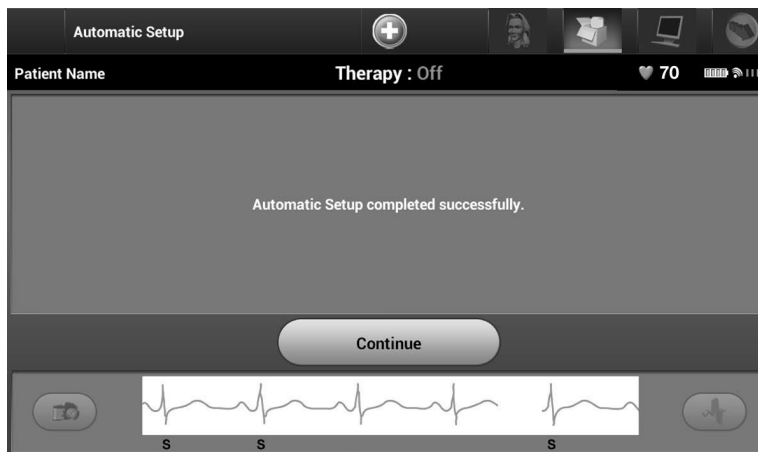 Automatic Setup
Patient Name Therapy : Off 70
Automatic Setup completed successfully.
Continue
S S S